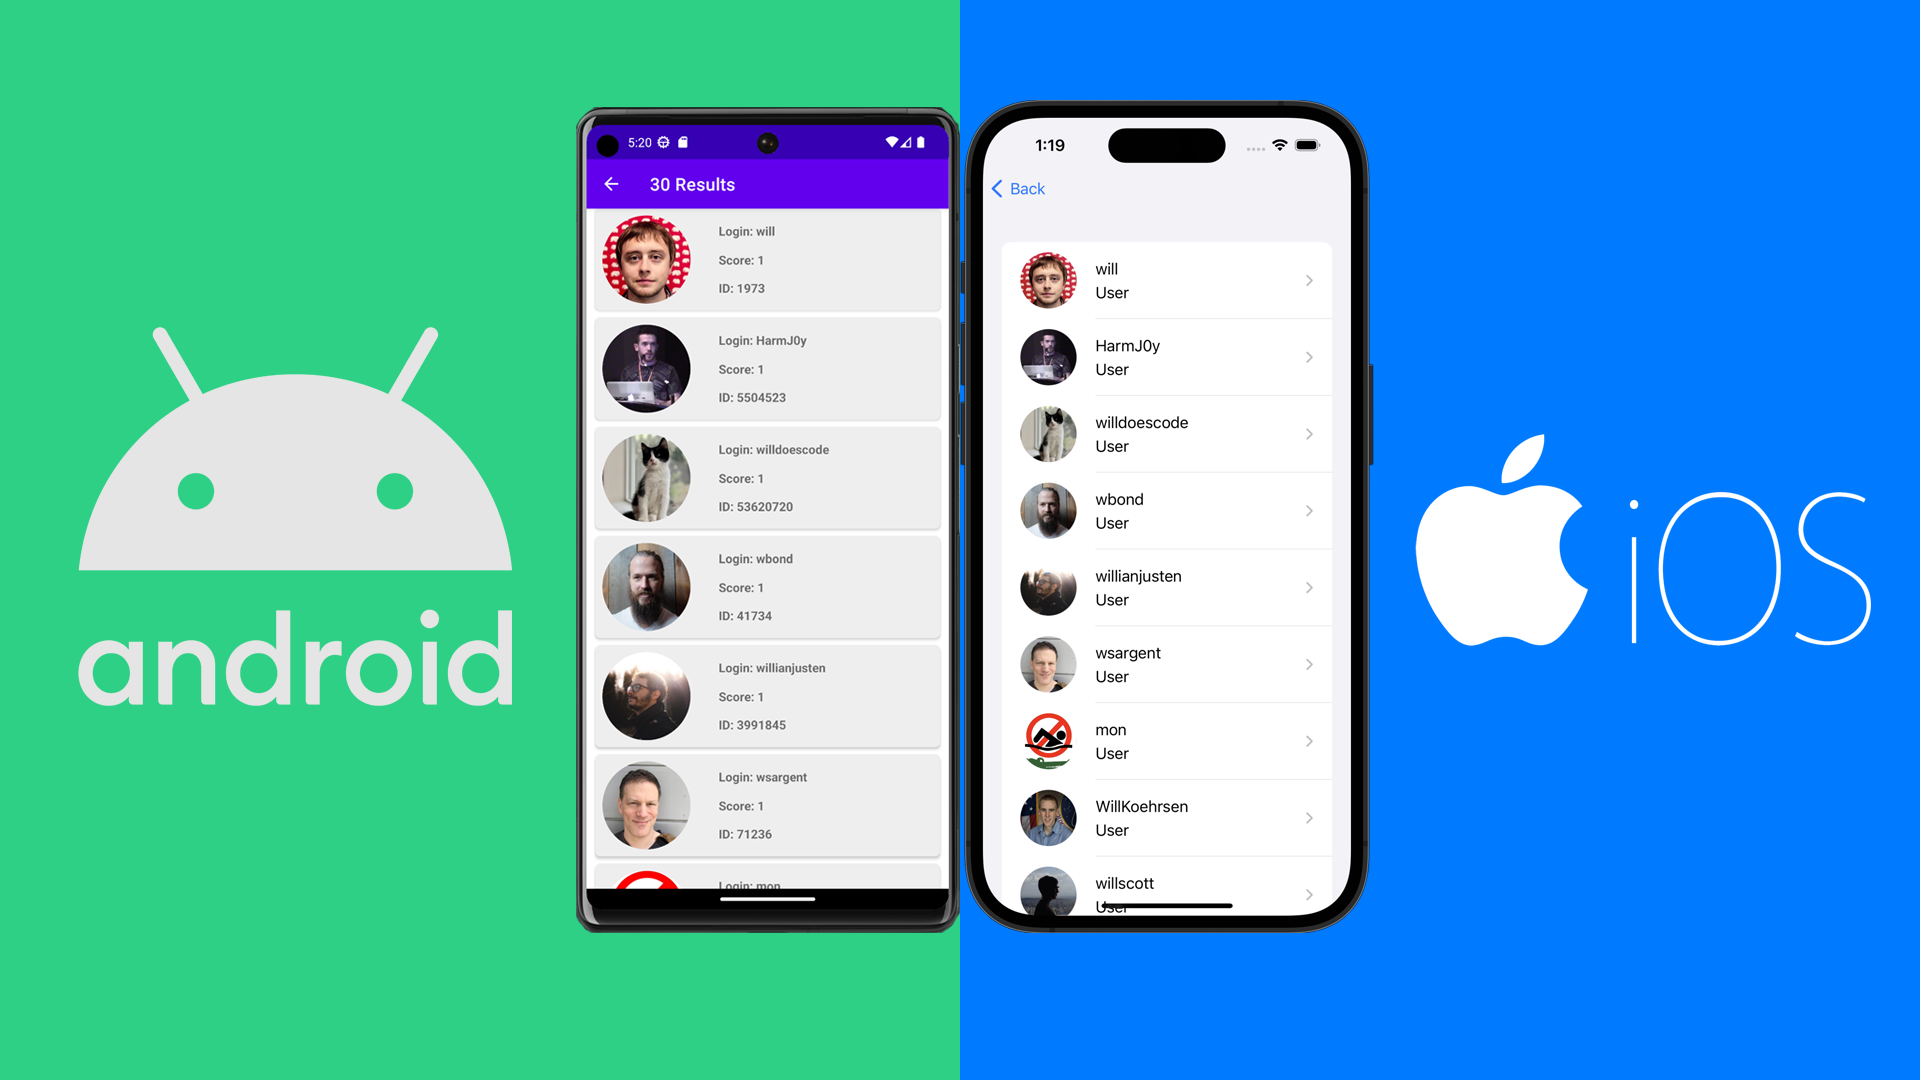 android
5:20
30 Results
Login: will
Score: 1
ID: 1973
Login: HarmJ0y
Score: 1
ID: 5504523
Login: willdoescode
Score: 1
ID: 53620720
Login: wbond
Score: 1
ID: 41734
Login: willianjusten
Score: 1
ID: 3991845
Login: wsargent
Score: 1
ID: 71236
Login: mon
1:19
Back
will
User
HarmJ0y
User
willdoescode
User
wbond
User
willianjusten
User
wsargent
User
mon
User
WillKoehrsen
User
willscott
User
iOS